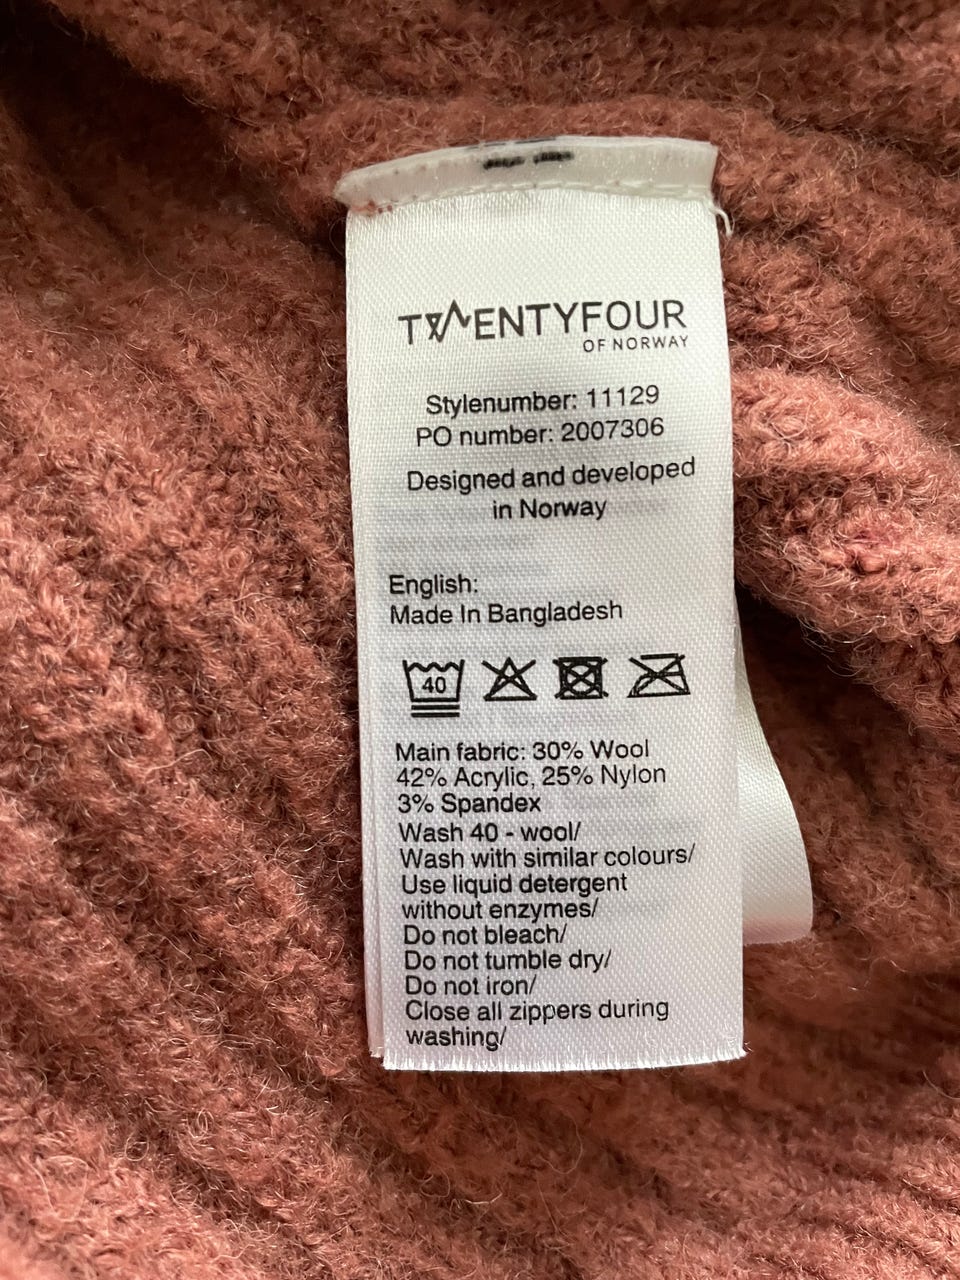 TWENTYFOUR
OF NORWAY
Stylenumber: 11129
PO number: 2007306
Designed and developed
in Norway
English:
Made In Bangladesh
40
Main fabric: 30% Wool
42% Acrylic, 25% Nylon
3% Spandex
Wash 40 - wool/
Wash with similar colours/
Use liquid detergent
without enzymes/
Do not bleach/
Do not tumble dry/
Do not iron/
Close all zippers during
washing/